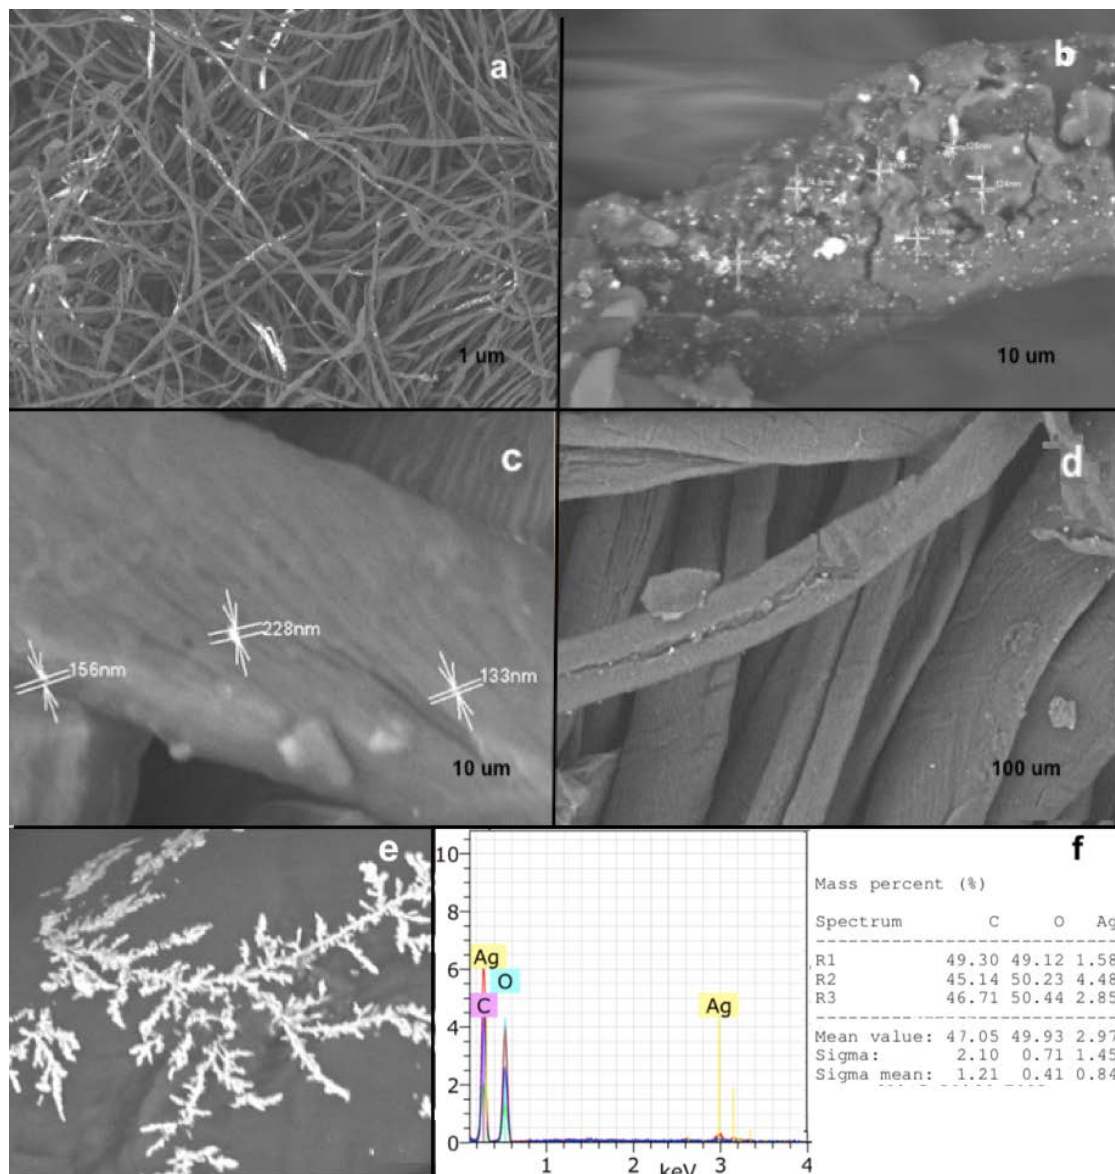 a
1 um
b
124nm
10 um
c
228nm
156nm
133nm
10 um
d
100 um
e
f
10
8
6
4
2
0
Ag
O
C
Ag
1 2 3 4
keV
Mass percent (%)
Spectrum C O Ag
R1 49.30 49.12 1.58
R2 45.14 50.23 4.48
R3 46.71 50.44 2.85
Mean value: 47.05 49.93 2.97
Sigma: 2.10 0.71 1.45
Sigma mean: 1.21 0.41 0.84